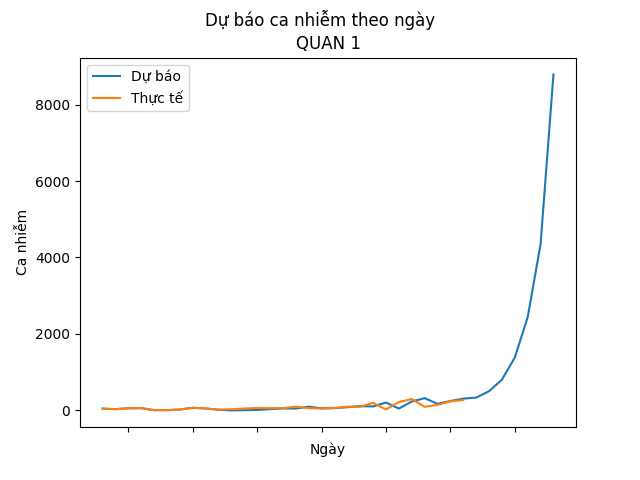 Dự báo ca nhiễm theo ngày
QUAN 1
Dự báo
Thực tế
8000
6000
4000
2000
0
Ca nhiễm
Ngày